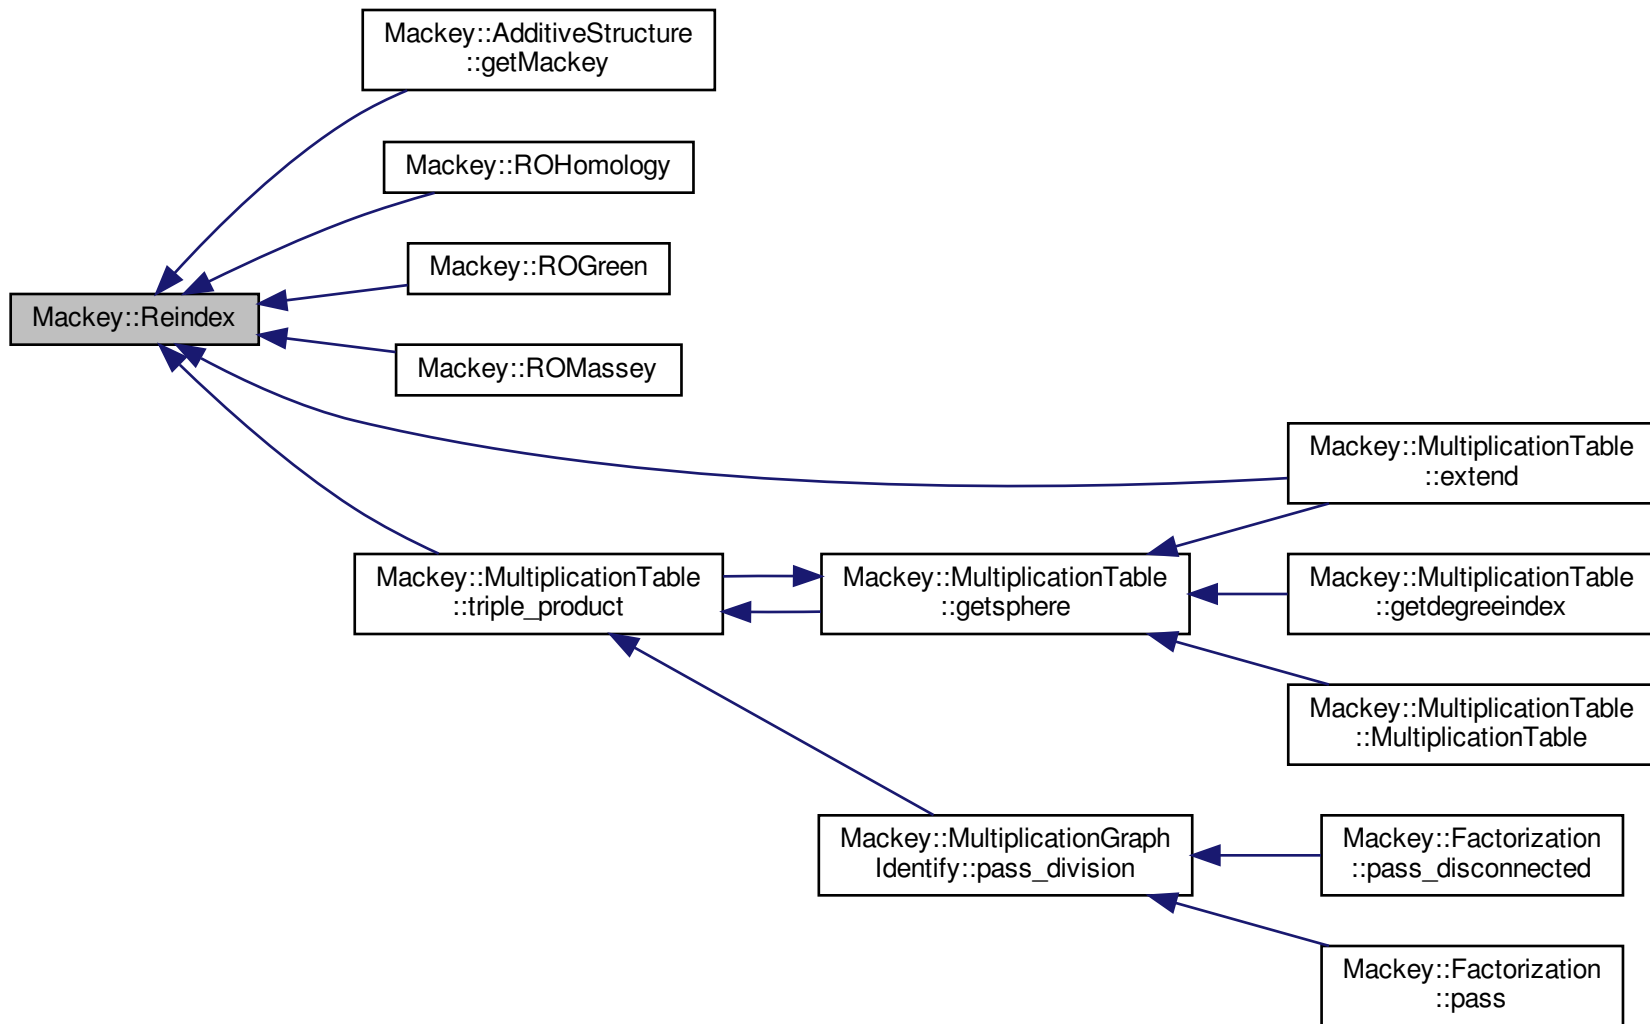 Mackey::AdditiveStructure
::getMackey
Mackey::ROHomology
Mackey::ROGreen
Mackey::Reindex
Mackey::ROMassey
Mackey::MultiplicationTable
::extend
Mackey::MultiplicationTable
::triple_product
Mackey::MultiplicationTable
::getsphere
Mackey::MultiplicationTable
::getdegreeindex
Mackey::MultiplicationTable
::MultiplicationTable
Mackey::MultiplicationGraph
Identify::pass_division
Mackey::Factorization
::pass_disconnected
Mackey::Factorization
::pass